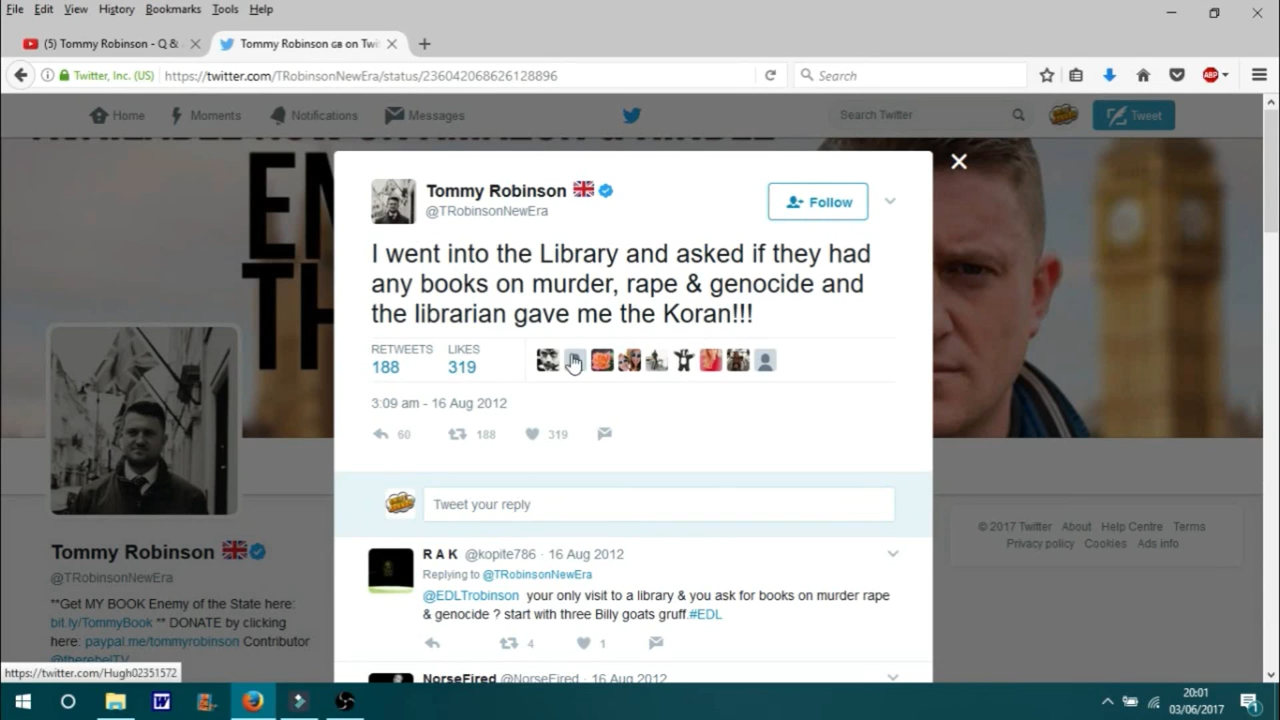 File Edit View History Bookmarks Tools Help
(5) Tommy Robinson - Q &
Tommy Robinson GB on Twi
Twitter, Inc. (US) https://twitter.com/TRobinsonNewEra/status/236042068626128896
Search
ABP
Home Moments Notifications Messages
Search Twitter
Tweet
EN
TH
Tommy Robinson
@TRobinsonNewEra
Follow
I went into the Library and asked if they had
any books on murder, rape & genocide and
the librarian gave me the Koran!!!
RETWEETS LIKES
188 319
3:09 am - 16 Aug 2012
60 188 319
Tweet your reply
R A K @kopite786 · 16 Aug 2012
Replying to @TRobinsonNewEra
@EDLTrobinson your only visit to a library & you ask for books on murder rape
& genocide ? start with three Billy goats gruff.#EDL
4 1
NorseFired @NorseFired · 16 Aug 2012
Tommy Robinson
@TRobinsonNewEra
**Get MY BOOK Enemy of the State here:
bit.ly/TommyBook ** DONATE by clicking
here: paypal.me/tommyrobinson Contributor
@therebelTV
© 2017 Twitter About Help Centre Terms
Privacy policy Cookies Ads info
https://twitter.com/Hugh02351572
20:01
03/06/2017
1